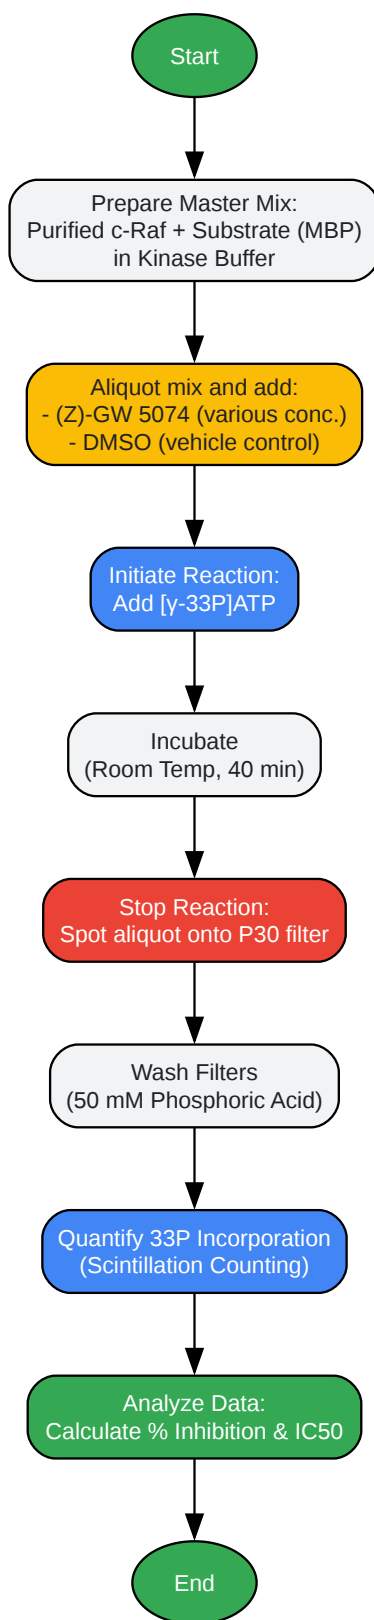 Start
Prepare Master Mix:
Purified c-Raf + Substrate (MBP)
in Kinase Buffer
Aliquot mix and add:
- (Z)-GW 5074 (various conc.)
- DMSO (vehicle control)
Initiate Reaction:
Add [γ-33P]ATP
Incubate
(Room Temp, 40 min)
Stop Reaction:
Spot aliquot onto P30 filter
Wash Filters
(50 mM Phosphoric Acid)
Quantify 33P Incorporation
(Scintillation Counting)
Analyze Data:
Calculate % Inhibition & IC50
End